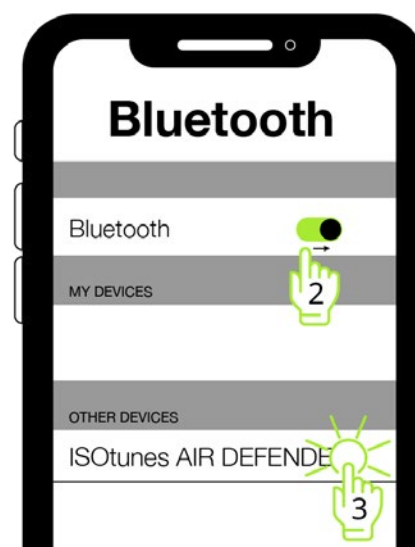 Bluetooth
Bluetooth
2
MY DEVICES
OTHER DEVICES
ISOtunes AIR DEFENDE
3